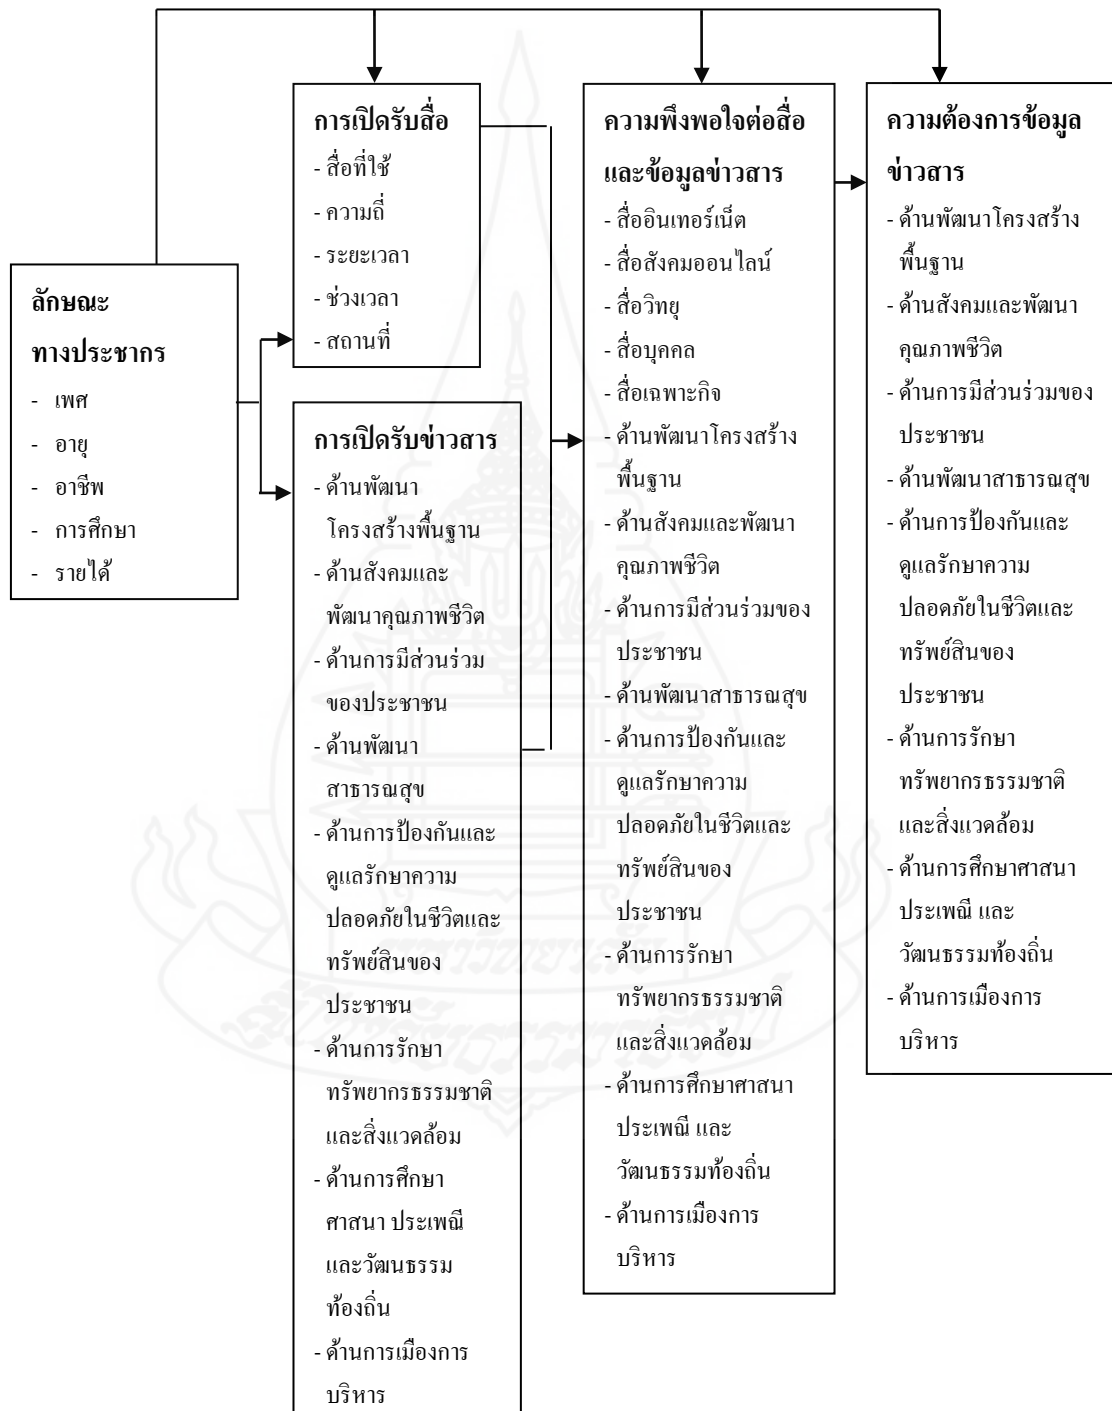 ลักษณะ
ทางประชากร
- เพศ
- อายุ
- อาชีพ
- การศึกษา
- รายได้
การเปิดรับสื่อ
- สื่อที่ใช้
- ความถี่
- ระยะเวลา
- ช่วงเวลา
- สถานที่
การเปิดรับข่าวสาร
- ด้านพัฒนา
โครงสร้างพื้นฐาน
- ด้านสังคมและ
พัฒนาคุณภาพชีวิต
- ด้านการมีส่วนร่วม
ของประชาชน
- ด้านพัฒนา
สาธารณสุข
- ด้านการป้องกันและ
ดูแลรักษาความ
ปลอดภัยในชีวิตและ
ทรัพย์สินของ
ประชาชน
- ด้านการรักษา
ทรัพยากรธรรมชาติ
และสิ่งแวดล้อม
- ด้านการศึกษา
ศาสนา ประเพณี
และวัฒนธรรม
ท้องถิ่น
- ด้านการเมืองการ
บริหาร
ความพึงพอใจต่อสื่อ
และข้อมูลข่าวสาร
- สื่ออินเทอร์เน็ต
- สื่อสังคมออนไลน์
- สื่อวิทยุ
- สื่อบุคคล
- สื่อเฉพาะกิจ
- ด้านพัฒนาโครงสร้าง
พื้นฐาน
- ด้านสังคมและพัฒนา
คุณภาพชีวิต
- ด้านการมีส่วนร่วมของ
ประชาชน
- ด้านพัฒนาสาธารณสุข
- ด้านการป้องกันและ
ดูแลรักษาความ
ปลอดภัยในชีวิตและ
ทรัพย์สินของ
ประชาชน
- ด้านการรักษา
ทรัพยากรธรรมชาติ
และสิ่งแวดล้อม
- ด้านการศึกษาศาสนา
ประเพณี และ
วัฒนธรรมท้องถิ่น
- ด้านการเมืองการ
บริหาร
ความต้องการข้อมูล
ข่าวสาร
- ด้านพัฒนาโครงสร้าง
พื้นฐาน
- ด้านสังคมและพัฒนา
คุณภาพชีวิต
- ด้านการมีส่วนร่วมของ
ประชาชน
- ด้านพัฒนาสาธารณสุข
- ด้านการป้องกันและ
ดูแลรักษาความ
ปลอดภัยในชีวิตและ
ทรัพย์สินของ
ประชาชน
- ด้านการรักษา
ทรัพยากรธรรมชาติ
และสิ่งแวดล้อม
- ด้านการศึกษาศาสนา
ประเพณี และ
วัฒนธรรมท้องถิ่น
- ด้านการเมืองการ
บริหาร
มหาวิทยาลัย
สุโขทัยธรรมาธิราช